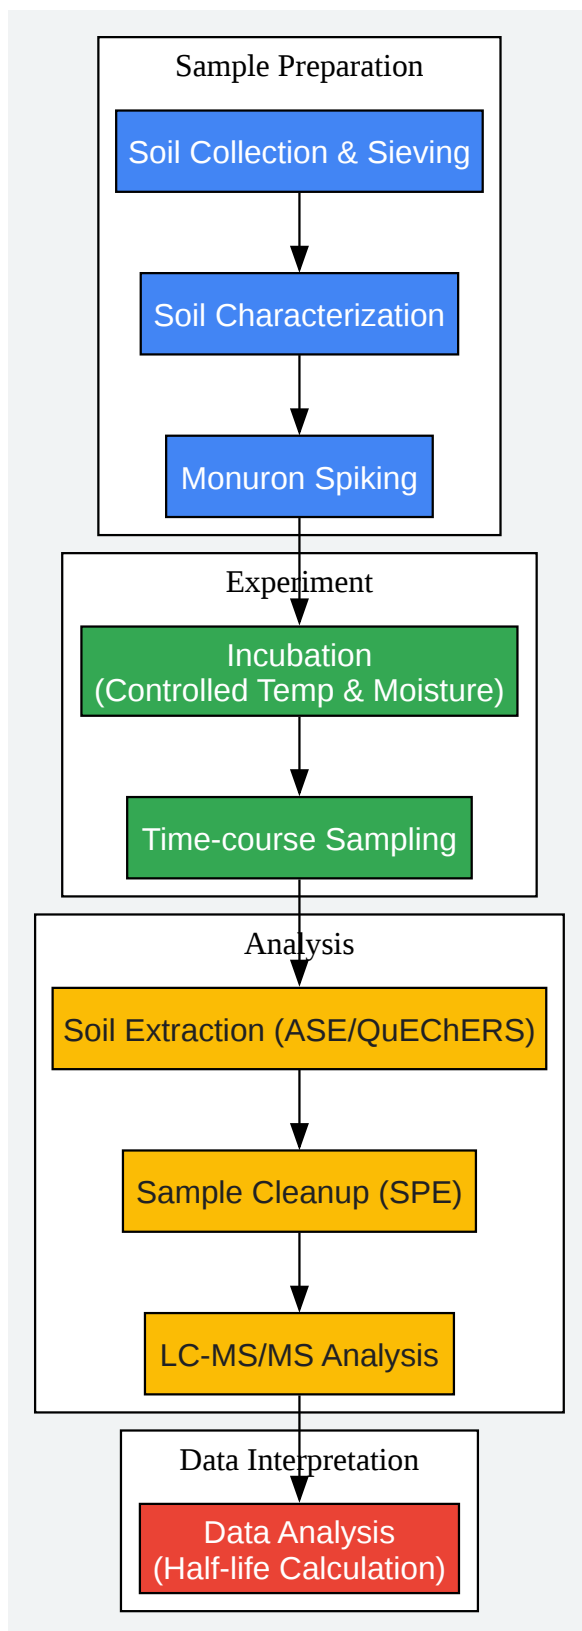 Sample Preparation
Soil Collection & Sieving
Soil Characterization
Monuron Spiking
Experiment
Incubation
(Controlled Temp & Moisture)
Time-course Sampling
Analysis
Soil Extraction (ASE/QuEChERS)
Sample Cleanup (SPE)
LC-MS/MS Analysis
Data Interpretation
Data Analysis
(Half-life Calculation)